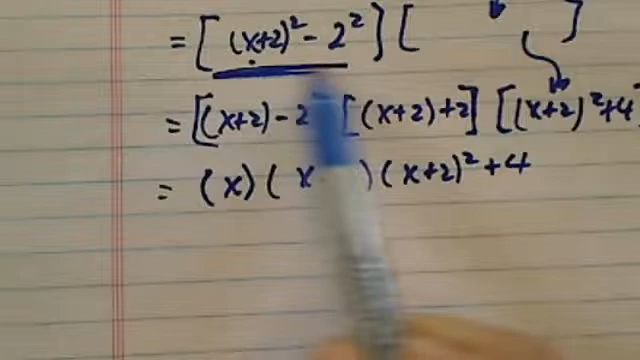 = [ (x+2)² - 2² ] [ ]
= [(x+2) - 2 [(x+2)+2] [(x+2)²+4]
= (x) ( x ) (x+2)² + 4